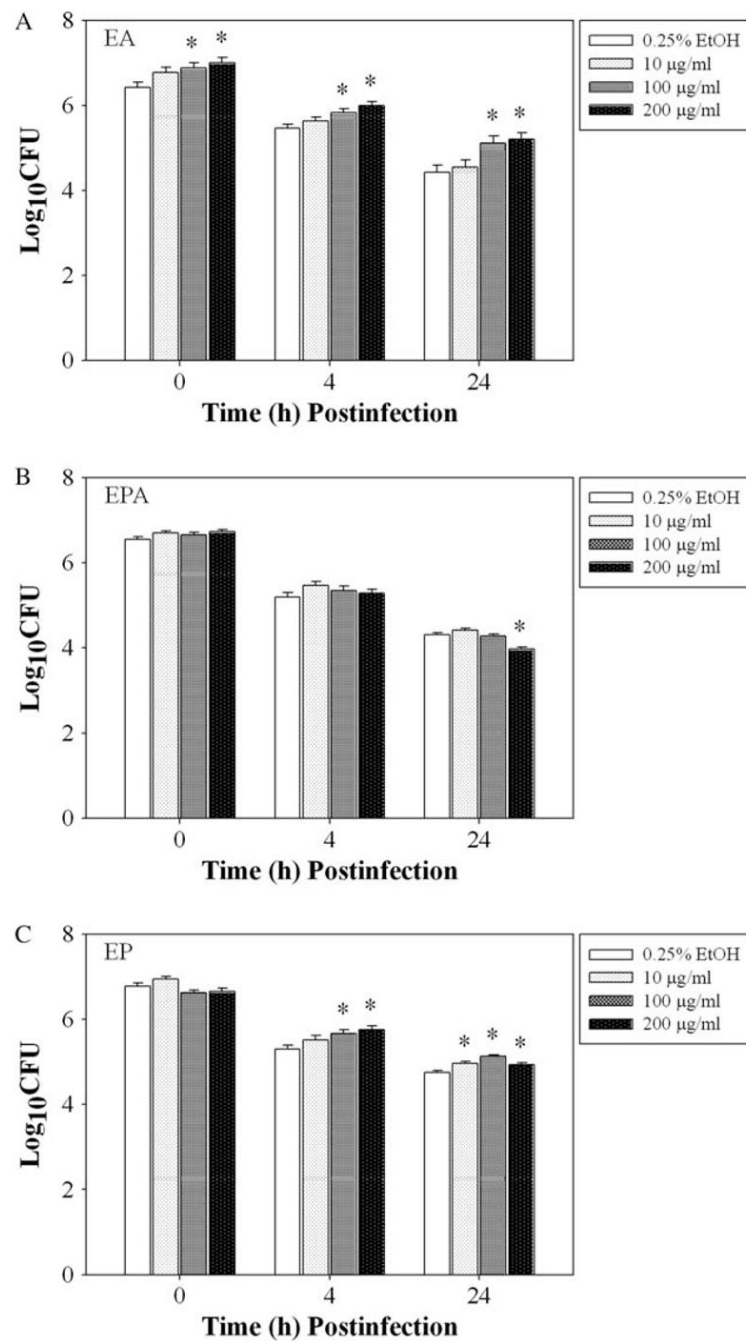 A
EA
* *
* *
* *
8
6
4
2
0
Log10CFU
0 4 24
Time (h) Postinfection
0.25% EtOH
10 µg/ml
100 µg/ml
200 µg/ml
B
EPA
*
8
6
4
2
0
Log10CFU
0 4 24
Time (h) Postinfection
0.25% EtOH
10 µg/ml
100 µg/ml
200 µg/ml
C
EP
* *
* * *
8
6
4
2
0
Log10CFU
0 4 24
Time (h) Postinfection
0.25% EtOH
10 µg/ml
100 µg/ml
200 µg/ml